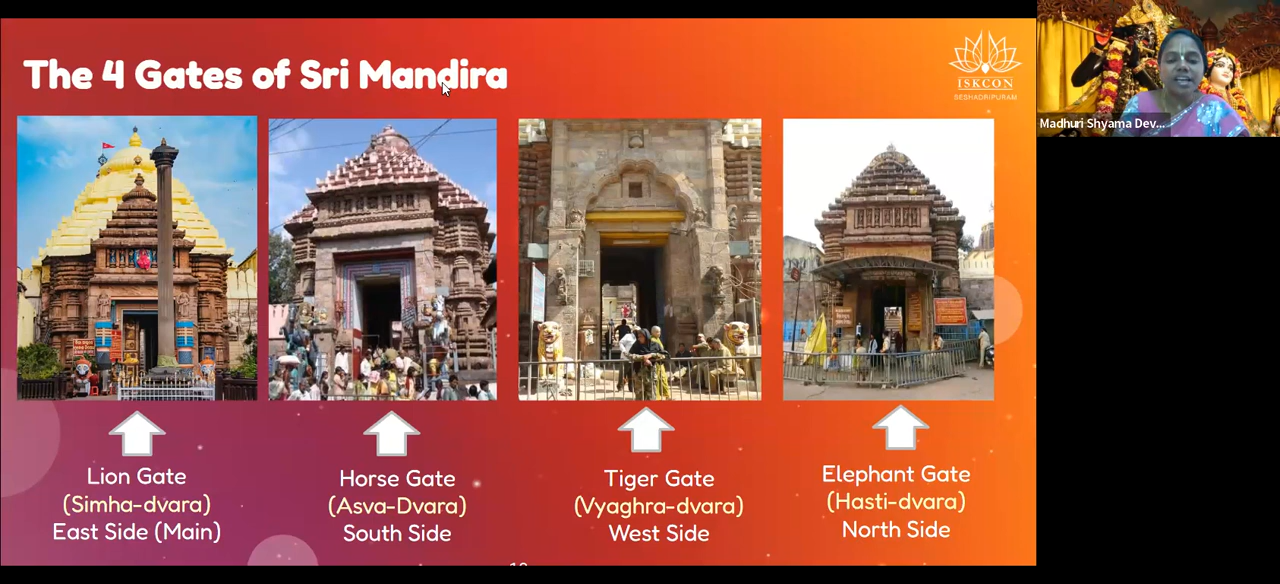 The 4 Gates of Sri Mandira
ISKCON
SESHADRIPURAM
Madhuri Shyama Dev...
Lion Gate
(Simha-dvara)
East Side (Main)
Horse Gate
(Asva-Dvara)
South Side
Tiger Gate
(Vyaghra-dvara)
West Side
Elephant Gate
(Hasti-dvara)
North Side